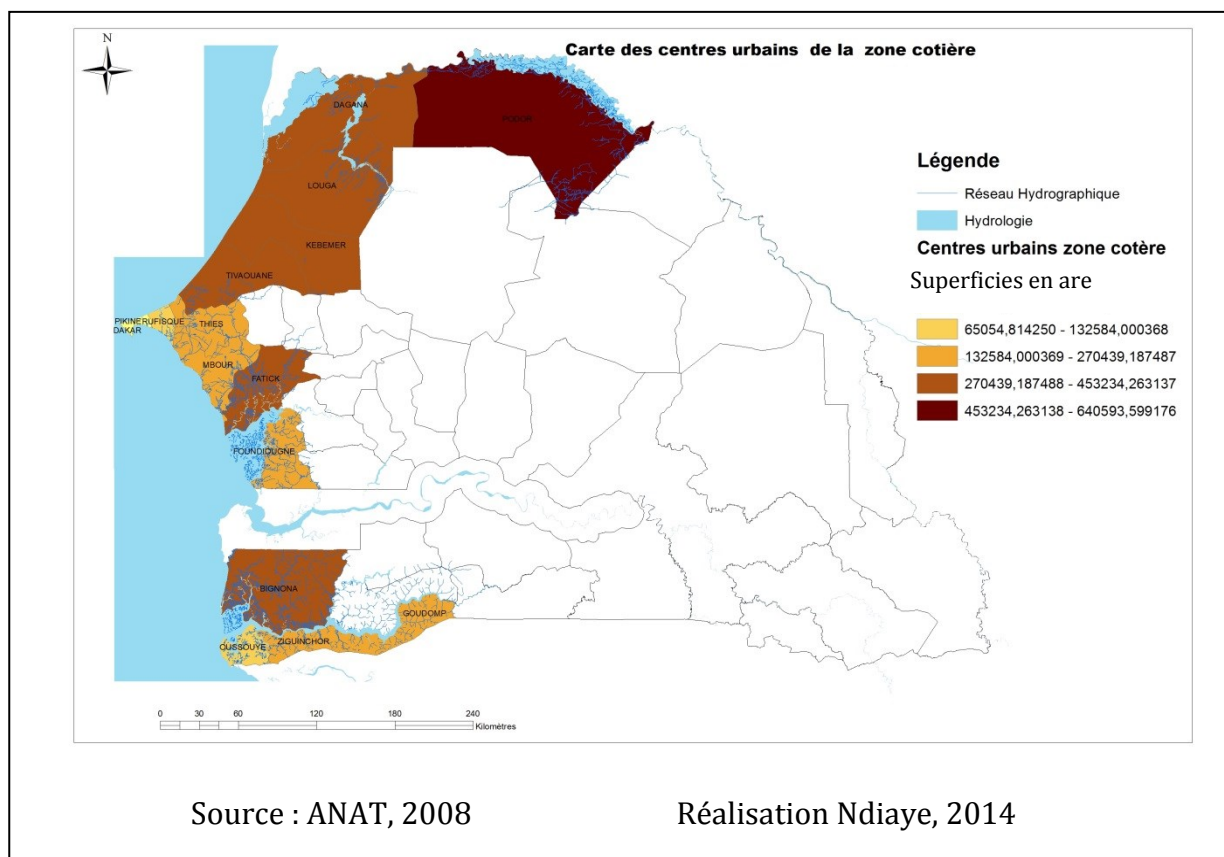 N
Carte des centres urbains de la zone cotière
DAGANA
PODOR
LOUGA
KEBEMER
TIVAOUANE
PIKINE RUFISQUE
DAKAR
THIES
MBOUR
FATICK
FOUNDIOUGNE
BIGNONA
GOUDOMP
OUSSOUYE
ZIGUINCHOR
Légende
Réseau Hydrographique
Hydrologie
Centres urbains zone cotère
Superficies en are
65054,814250 - 132584,000368
132584,000369 - 270439,187487
270439,187488 - 453234,263137
453234,263138 - 640593,599176
0 30 60 120 180 240
Kilomètres
Source : ANAT, 2008 Réalisation Ndiaye, 2014